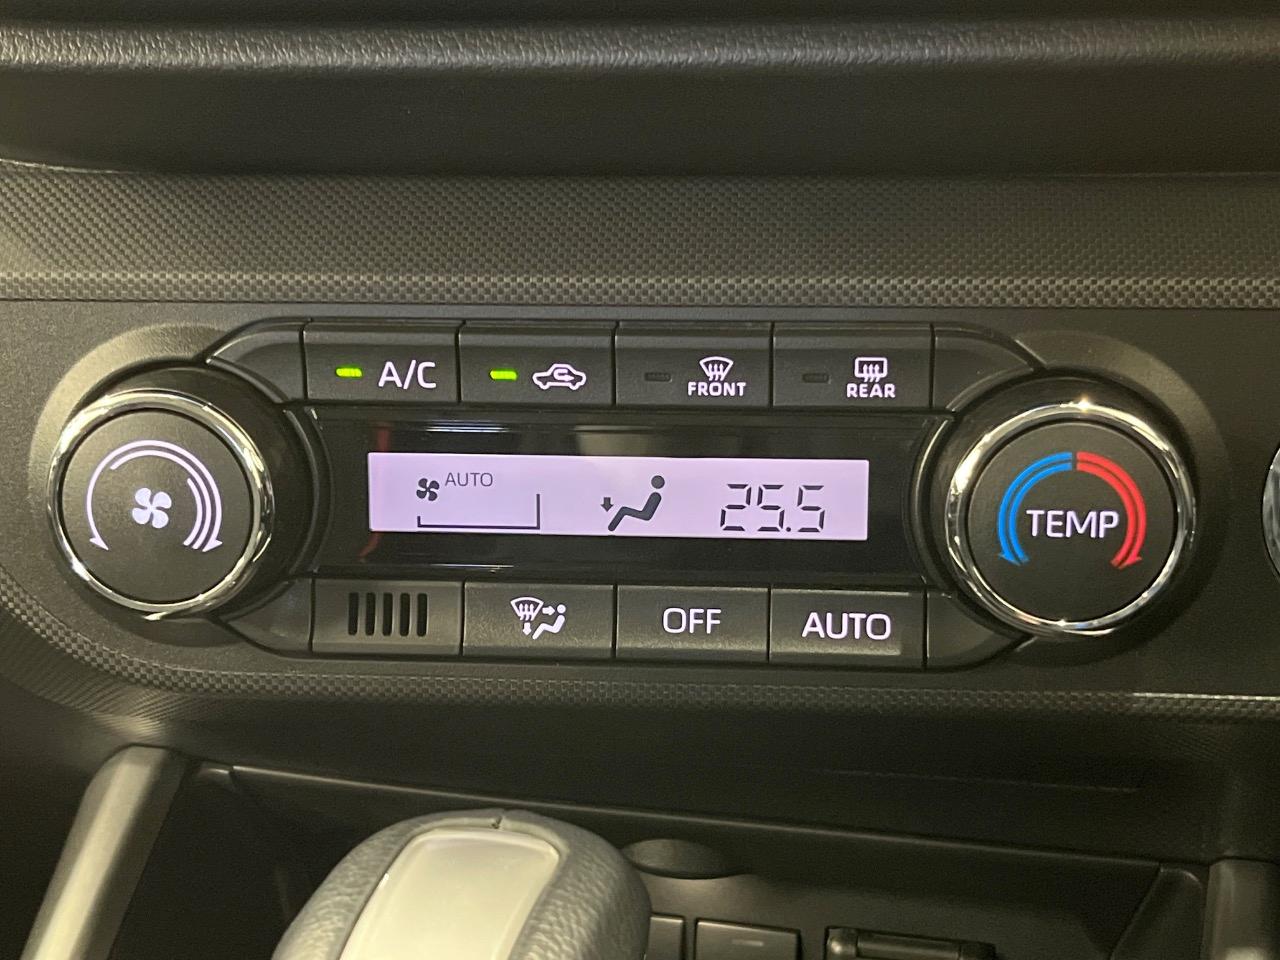 A/C
FRONT
REAR
AUTO
25.5
TEMP
OFF
AUTO